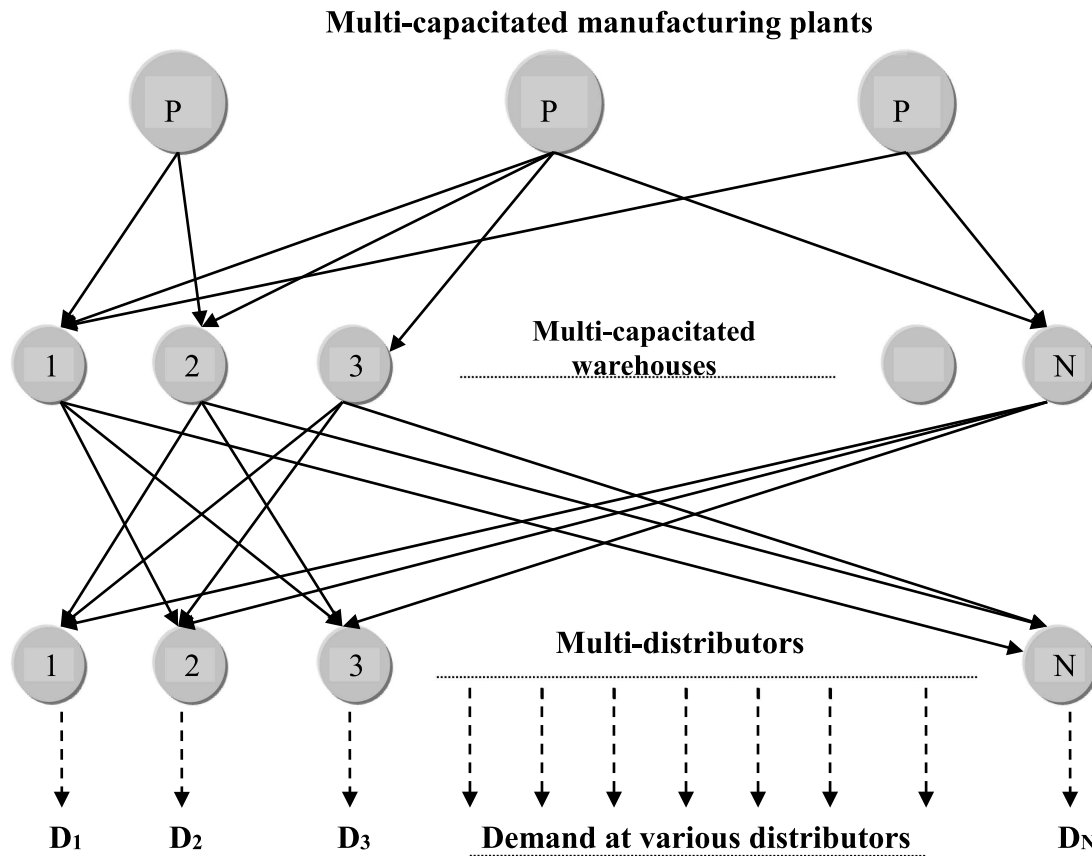 Multi-capacitated manufacturing plants
P
P
P
1
2
3
Multi-capacitated
warehouses
N
1
2
3
Multi-distributors
N
D₁
D₂
D₃
Demand at various distributors
D_N